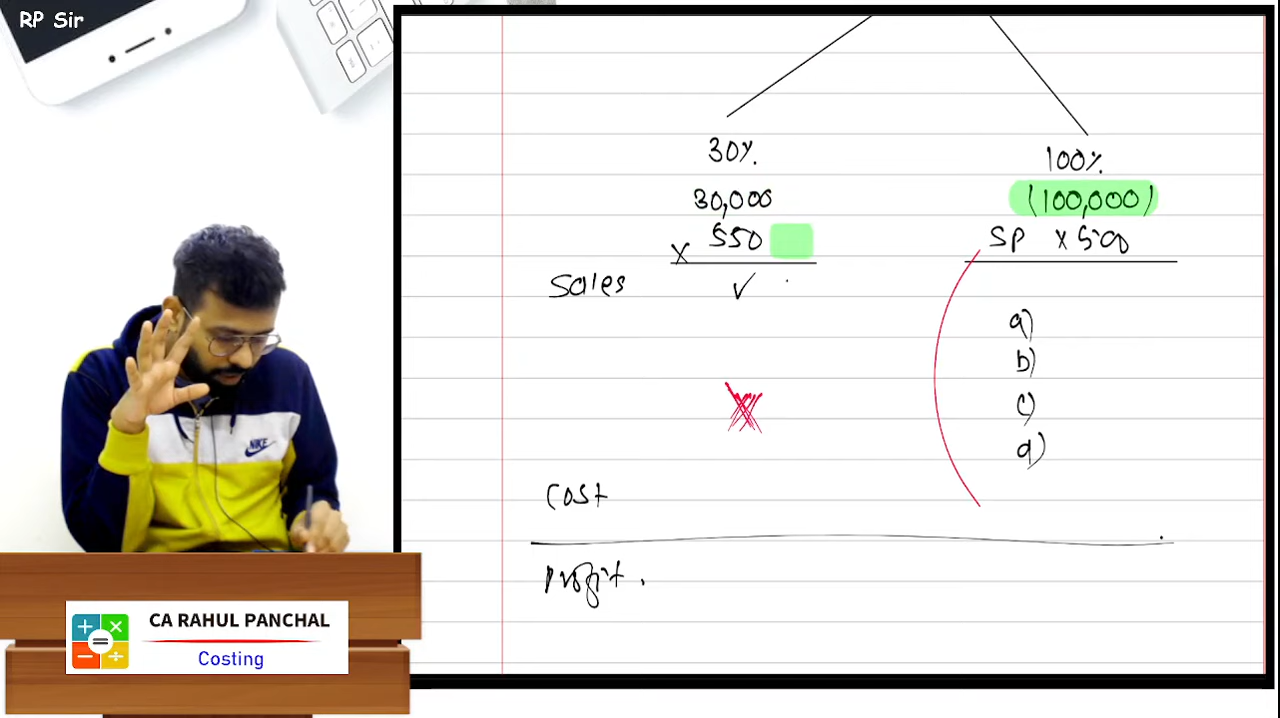 RP Sir
30% 100%
30,000 (100,000)
x 550 SP x 500
Sales ✓
a)
b)
c)
d)
Cost
Profit.
NIKE
+ × = − ÷
CA RAHUL PANCHAL
Costing